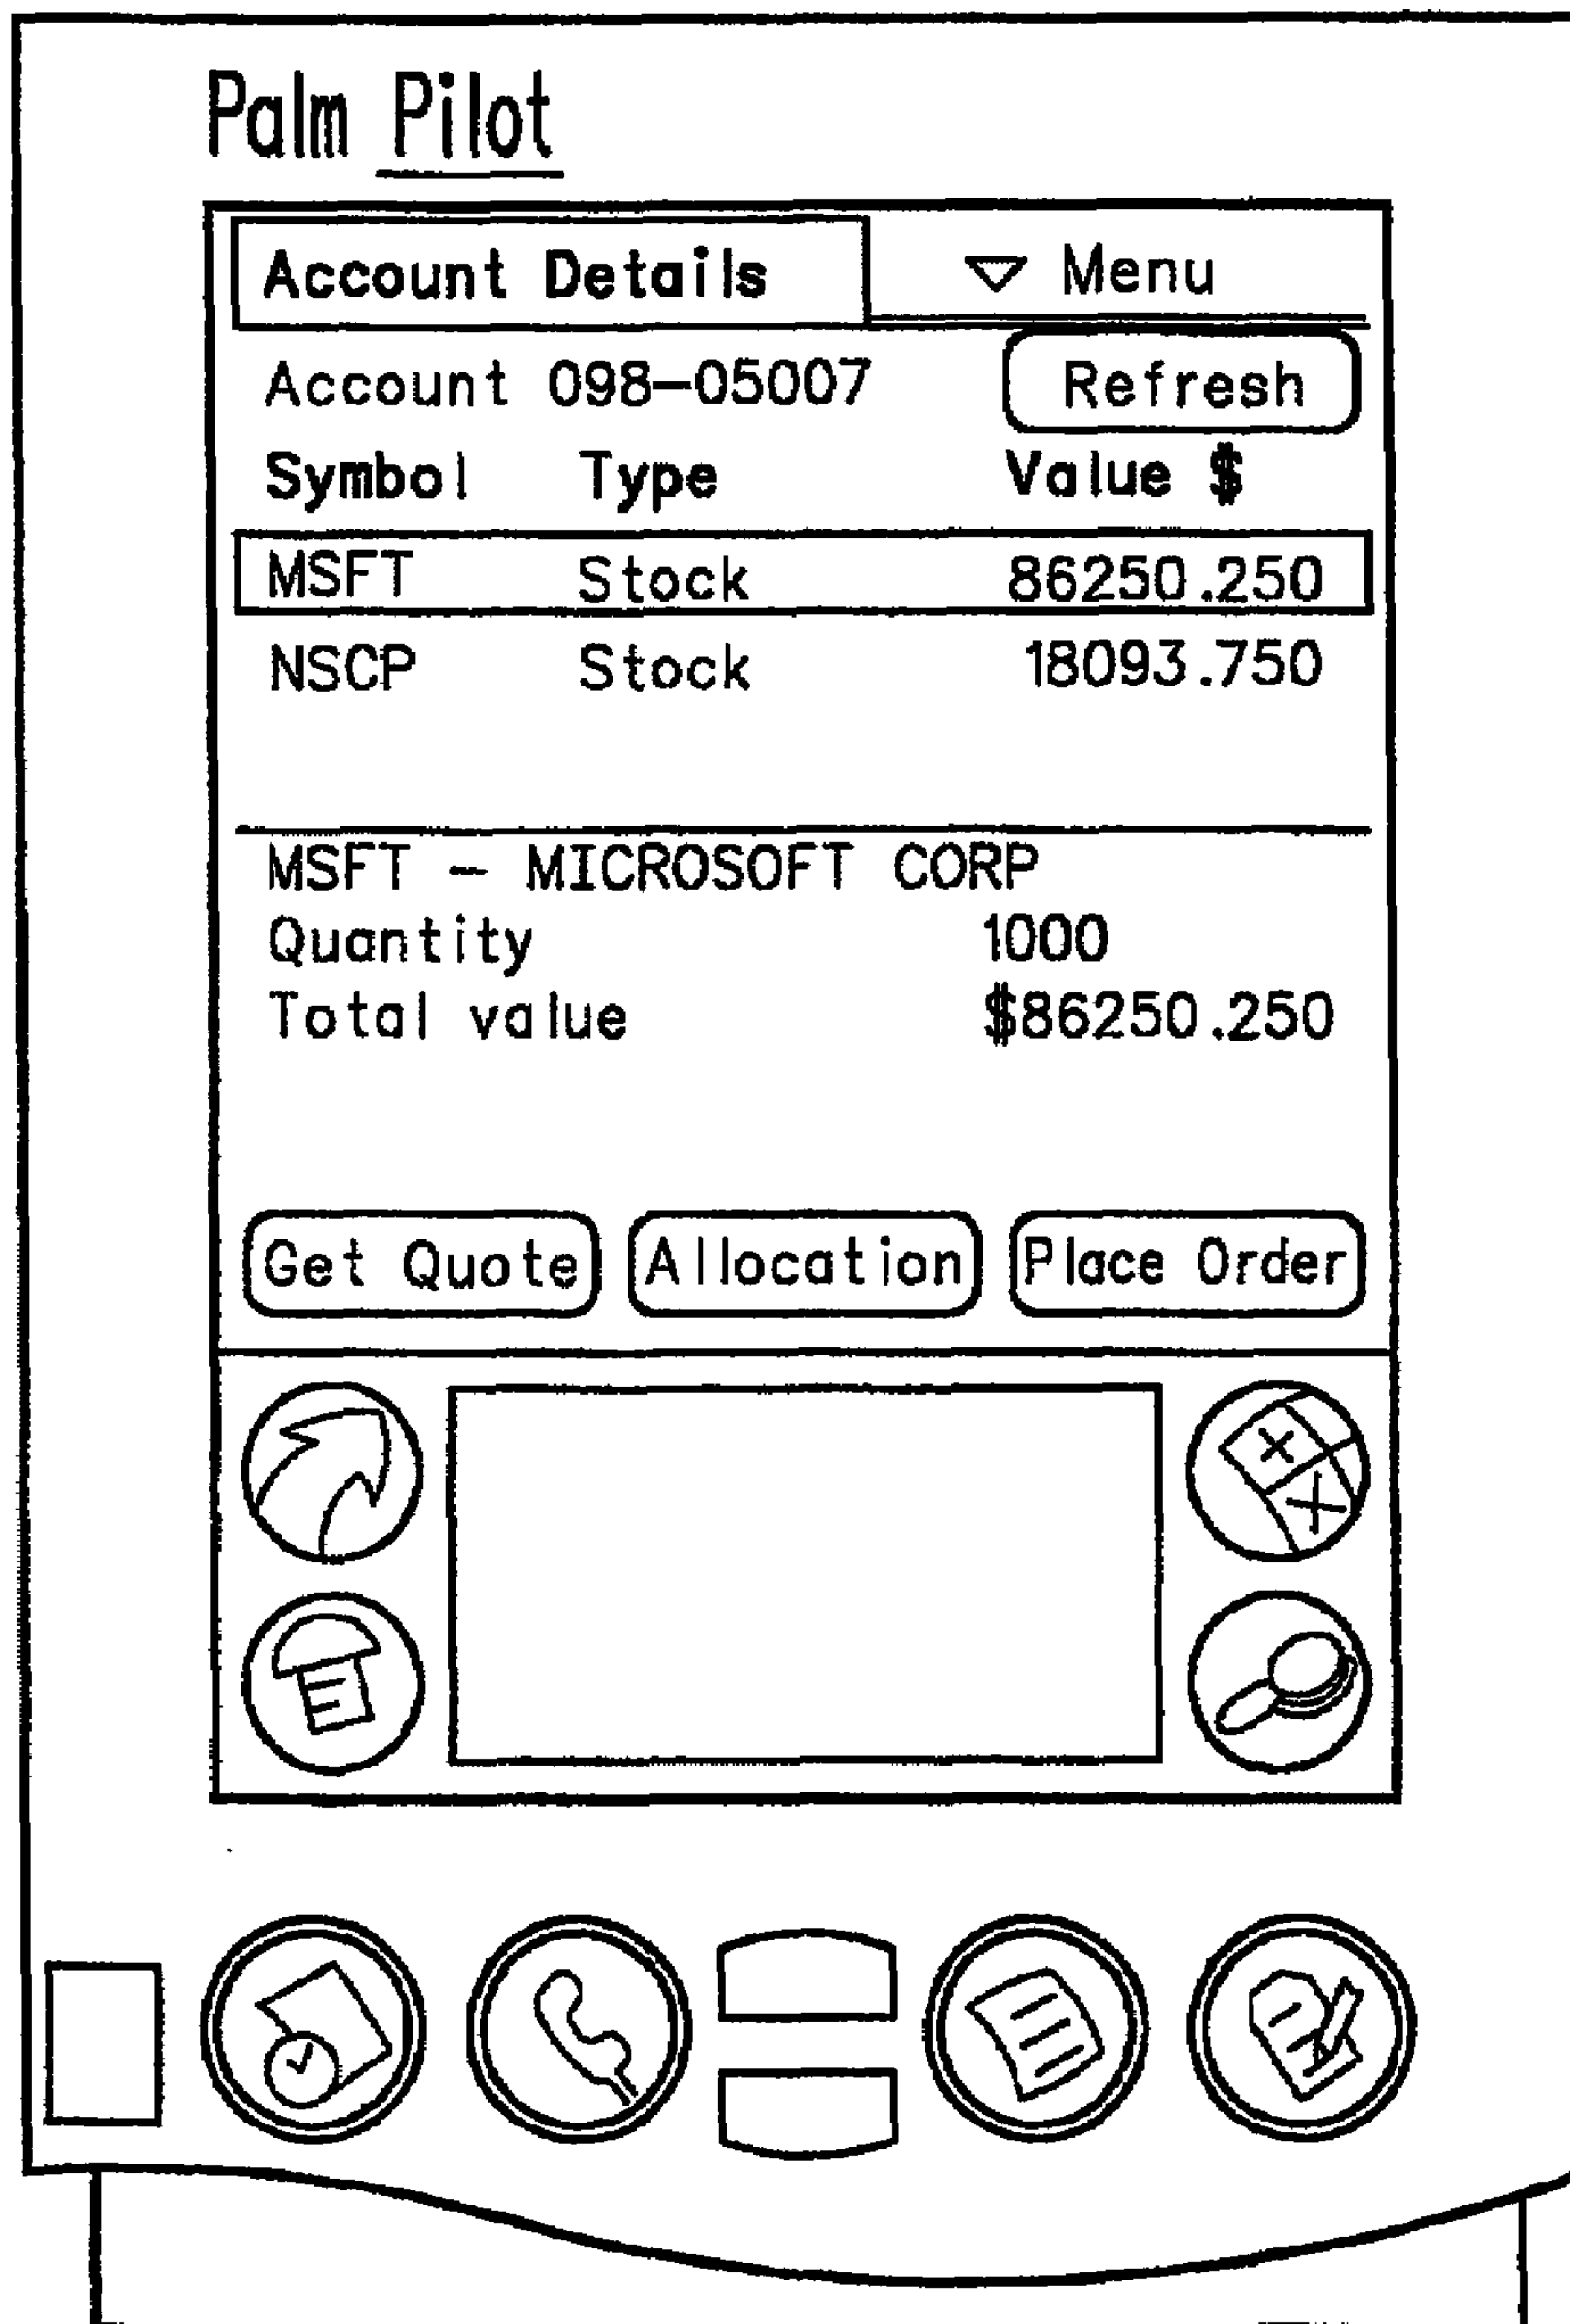 Palm Pilot
Account Details ▽ Menu
Account 098-05007 Refresh
Symbol Type Value $
MSFT Stock 86250.250
NSCP Stock 18093.750
MSFT - MICROSOFT CORP
Quantity 1000
Total value $86250.250
Get Quote Allocation Place Order